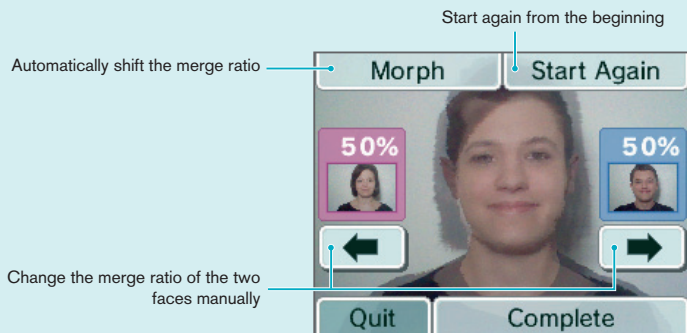 Start again from the beginning
Automatically shift the merge ratio
Morph
Start Again
50%
50%
Change the merge ratio of the two
faces manually
Quit
Complete